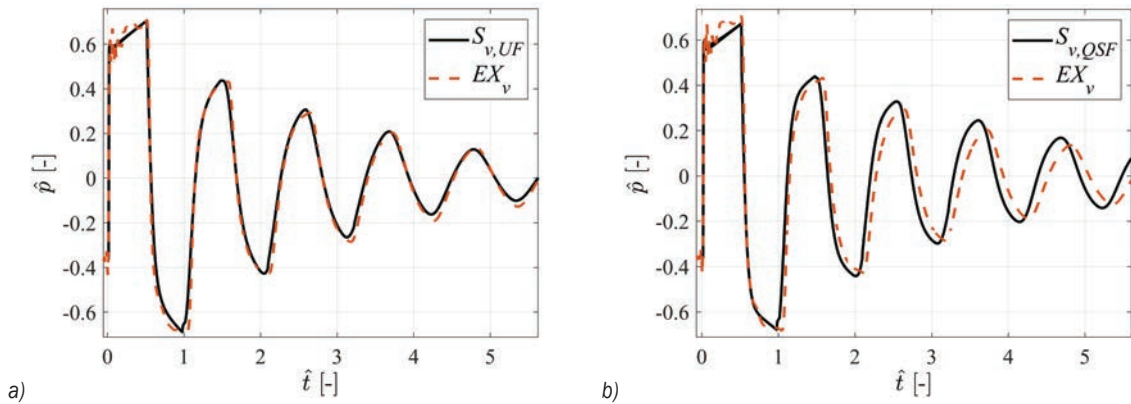 0.6
0.4
0.2
0
-0.2
-0.4
-0.6
p̂ [-]
0 1 2 3 4 5
t̂ [-]
S_{v,UF}
EX_v
a)
0.6
0.4
0.2
0
-0.2
-0.4
-0.6
p̂ [-]
0 1 2 3 4 5
t̂ [-]
S_{v,QSF}
EX_v
b)